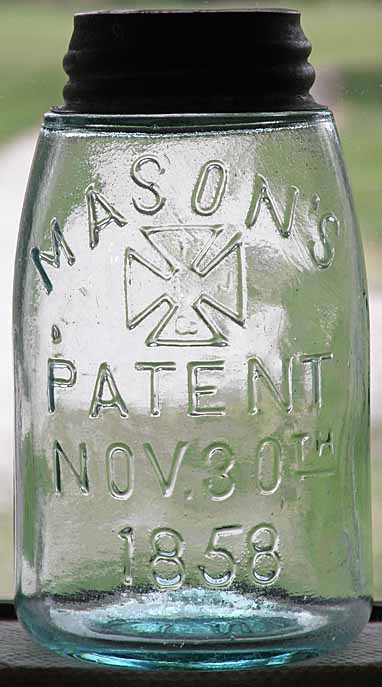 MASON'S
PATENT
NOV. 30TH
1858